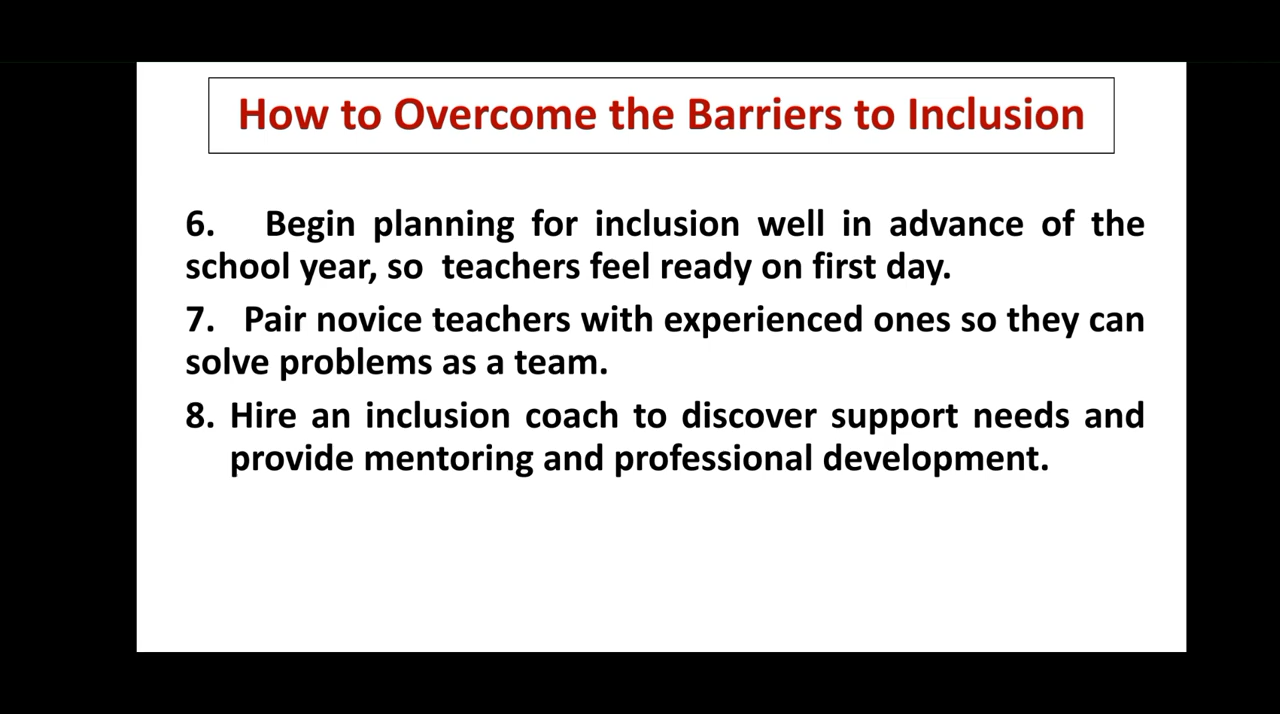 How to Overcome the Barriers to Inclusion
6. Begin planning for inclusion well in advance of the
school year, so teachers feel ready on first day.
7. Pair novice teachers with experienced ones so they can
solve problems as a team.
8. Hire an inclusion coach to discover support needs and
provide mentoring and professional development.